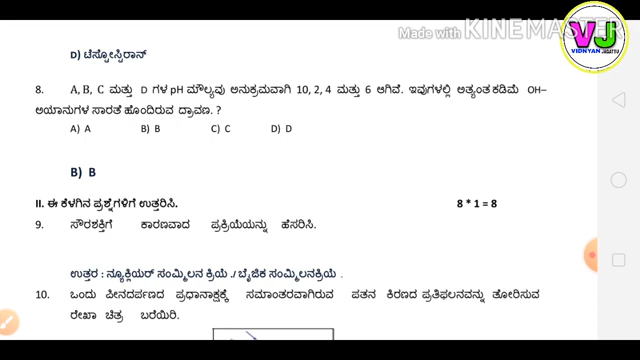 Made with KINEMASTER
VJ
VIDNYAN JAGATTU
D) ಟೆಸ್ಟೋಸ್ಟಿರಾನ್
8. A, B, C ಮತ್ತು D ಗಳ pH ಮೌಲ್ಯವು ಅನುಕ್ರಮವಾಗಿ 10, 2, 4 ಮತ್ತು 6 ಆಗಿವೆ. ಇವುಗಳಲ್ಲಿ ಅತ್ಯಂತ ಕಡಿಮೆ OH–
ಅಯಾನುಗಳ ಸಾರತೆ ಹೊಂದಿರುವ ದ್ರಾವಣ. ?
A) A B) B C) C D) D
B) B
II. ಈ ಕೆಳಗಿನ ಪ್ರಶ್ನೆಗಳಿಗೆ ಉತ್ತರಿಸಿ. 8 * 1 = 8
9. ಸೌರಶಕ್ತಿಗೆ ಕಾರಣವಾದ ಪ್ರಕ್ರಿಯೆಯನ್ನು ಹೆಸರಿಸಿ.
ಉತ್ತರ : ನ್ಯೂಕ್ಲಿಯರ್ ಸಂಮ್ಮಿಲನ ಕ್ರಿಯೆ ./ ಬೈಜಿಕ ಸಂಮ್ಮಿಲನಕ್ರಿಯೆ .
10. ಒಂದು ಪೀನದರ್ಪಣದ ಪ್ರಧಾನಾಕ್ಷಕ್ಕೆ ಸಮಾಂತರವಾಗಿರುವ ಪತನ ಕಿರಣದ ಪ್ರತಿಫಲನವನ್ನು ತೋರಿಸುವ
ರೇಖಾ ಚಿತ್ರ ಬರೆಯಿರಿ.